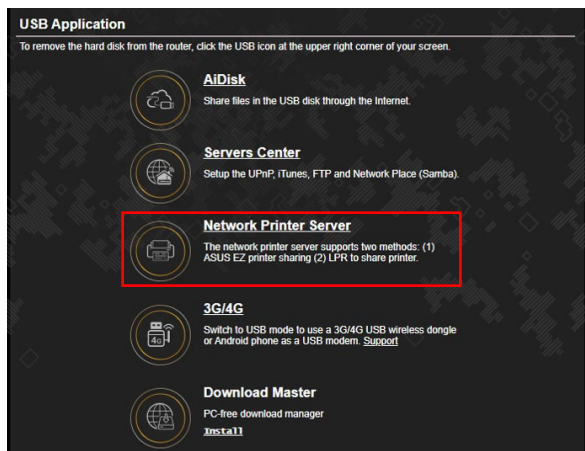 USB Application
To remove the hard disk from the router, click the USB icon at the upper right corner of your screen.
AiDisk
Share files in the USB disk through the Internet.
Servers Center
Setup the UPnP, iTunes, FTP and Network Place (Samba).
Network Printer Server
The network printer server supports two methods: (1)
ASUS EZ printer sharing (2) LPR to share printer.
4G
3G/4G
Switch to USB mode to use a 3G/4G USB wireless dongle
or Android phone as a USB modem. Support
Download Master
PC-free download manager
Install